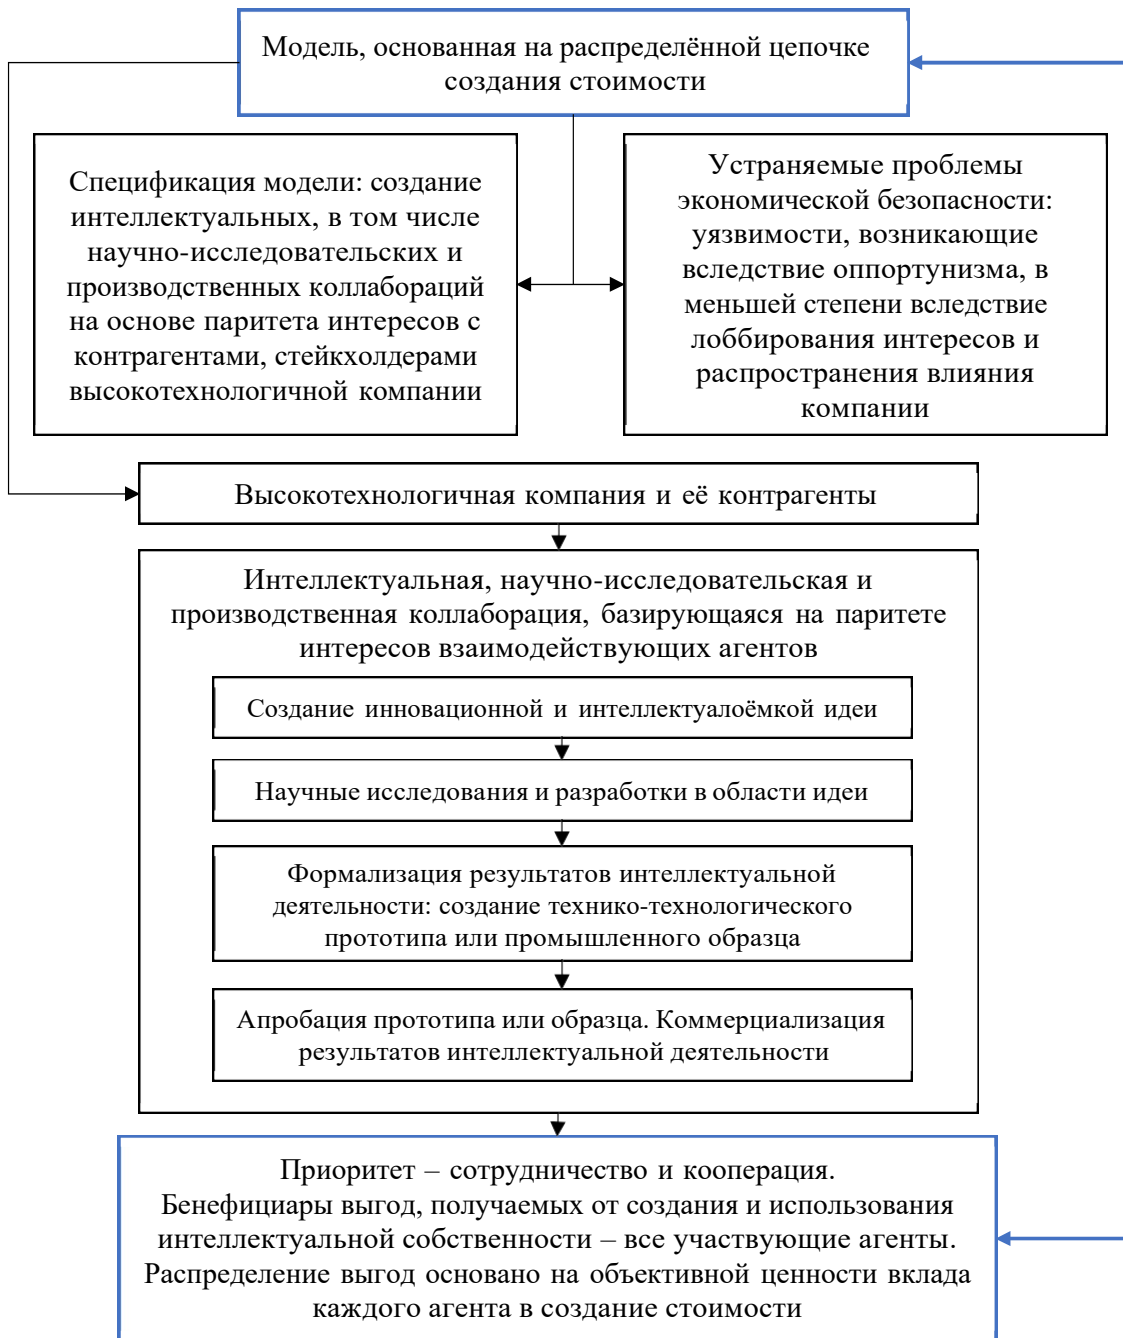 Модель, основанная на распределённой цепочке
создания стоимости
Спецификация модели: создание
интеллектуальных, в том числе
научно-исследовательских и
производственных коллабораций
на основе паритета интересов с
контрагентами, стейкхолдерами
высокотехнологичной компании
Устраняемые проблемы
экономической безопасности:
уязвимости, возникающие
вследствие оппортунизма, в
меньшей степени вследствие
лоббирования интересов и
распространения влияния
компании
Высокотехнологичная компания и её контрагенты
Интеллектуальная, научно-исследовательская и
производственная коллаборация, базирующаяся на паритете
интересов взаимодействующих агентов
Создание инновационной и интеллектуалоёмкой идеи
Научные исследования и разработки в области идеи
Формализация результатов интеллектуальной
деятельности: создание технико-технологического
прототипа или промышленного образца
Апробация прототипа или образца. Коммерциализация
результатов интеллектуальной деятельности
Приоритет – сотрудничество и кооперация.
Бенефициары выгод, получаемых от создания и использования
интеллектуальной собственности – все участвующие агенты.
Распределение выгод основано на объективной ценности вклада
каждого агента в создание стоимости